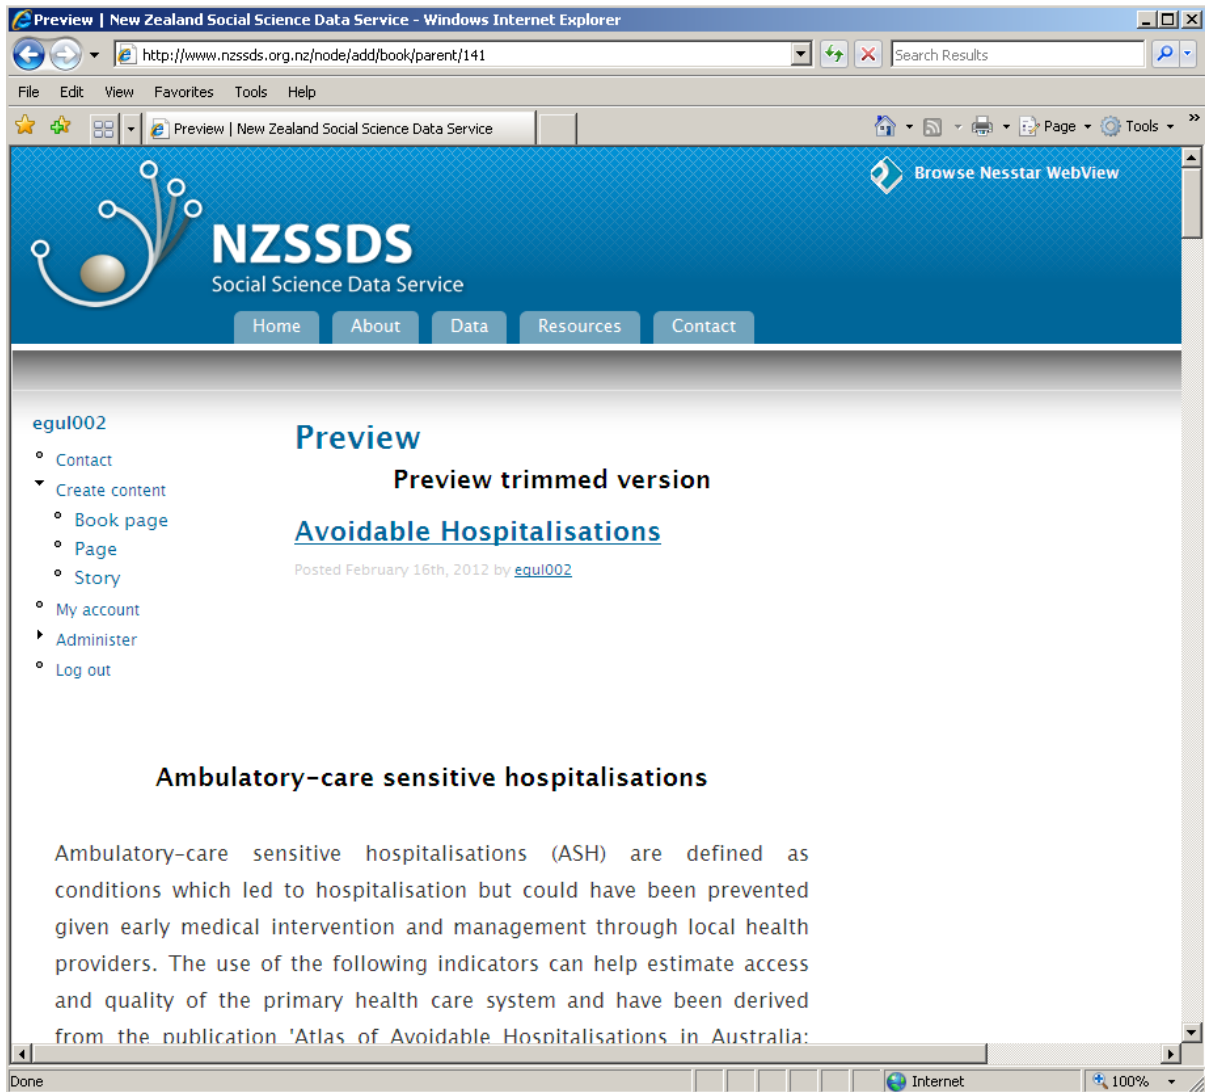 Preview | New Zealand Social Science Data Service - Windows Internet Explorer
http://www.nzssds.org.nz/node/add/book/parent/141
Search Results
File Edit View Favorites Tools Help
Preview | New Zealand Social Science Data Service
Page Tools »
Browse Nesstar WebView
NZSSDS
Social Science Data Service
Home About Data Resources Contact
egul002
Contact
Create content
Book page
Page
Story
My account
Administer
Log out
Preview
Preview trimmed version
Avoidable Hospitalisations
Posted February 16th, 2012 by egul002
Ambulatory-care sensitive hospitalisations
Ambulatory-care sensitive hospitalisations (ASH) are defined as
conditions which led to hospitalisation but could have been prevented
given early medical intervention and management through local health
providers. The use of the following indicators can help estimate access
and quality of the primary health care system and have been derived
from the publication 'Atlas of Avoidable Hospitalisations in Australia:
Done
Internet
100%